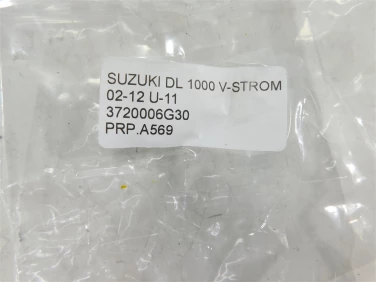 SUZUKI DL 1000 V-STROM
02-12 U-11
3720006G30
PRP.A569